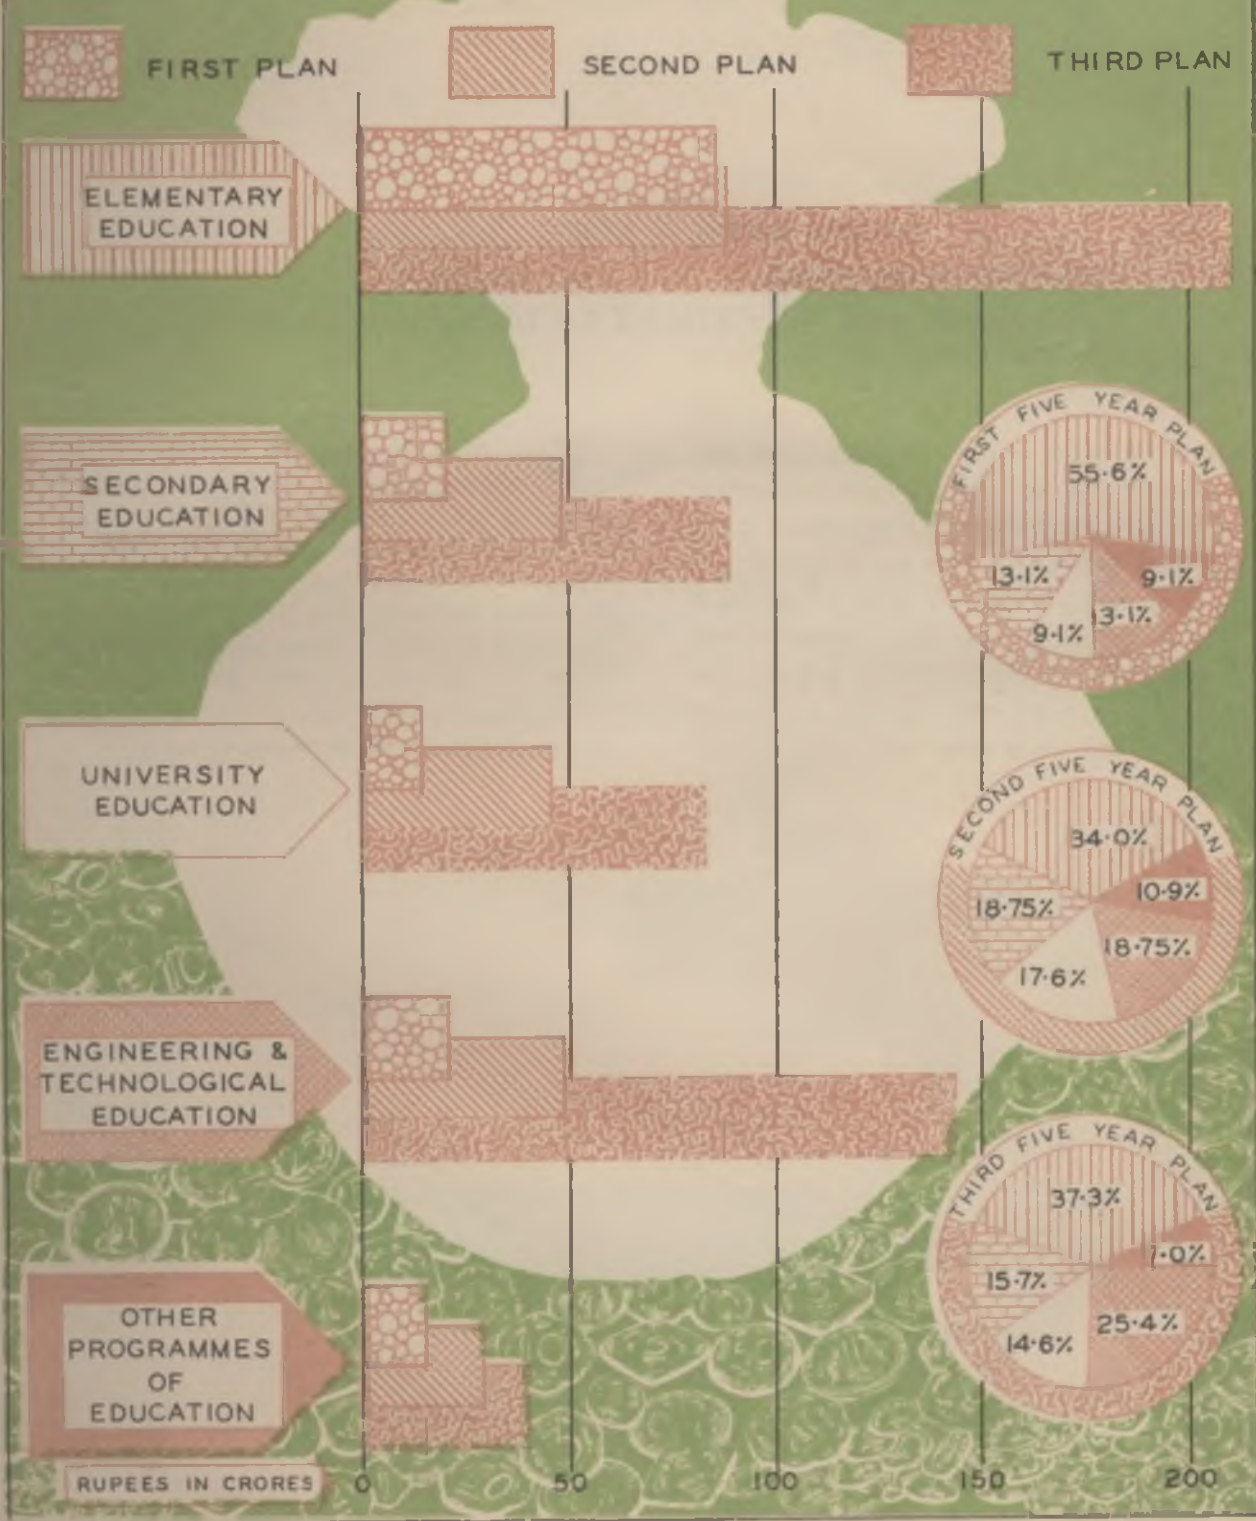 FIRST PLAN
SECOND PLAN
THIRD PLAN
ELEMENTARY
EDUCATION
SECONDARY
EDUCATION
FIRST FIVE YEAR PLAN
55·6%
13·1%
9·1%
9·1%
13·1%
UNIVERSITY
EDUCATION
SECOND FIVE YEAR PLAN
34·0%
10·9%
18·75%
18·75%
17·6%
ENGINEERING &
TECHNOLOGICAL
EDUCATION
THIRD FIVE YEAR PLAN
37·3%
7·0%
15·7%
25·4%
14·6%
OTHER
PROGRAMMES
OF
EDUCATION
RUPEES IN CRORES
0 50 100 150 200